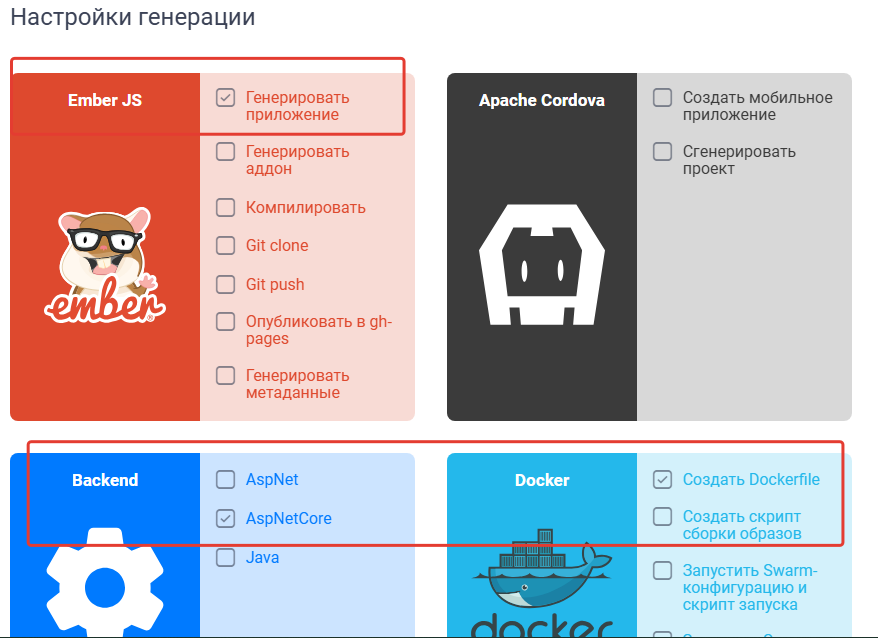 Настройки генерации
Ember JS
Генерировать
приложение
Генерировать
аддон
Компилировать
Git clone
Git push
Опубликовать в gh-
pages
Генерировать
метаданные
ember
Apache Cordova
Создать мобильное
приложение
Сгенерировать
проект
Backend
AspNet
AspNetCore
Java
Docker
Создать Dockerfile
Создать скрипт
сборки образов
Запустить Swarm-
конфигурацию и
скрипт запуска
docker